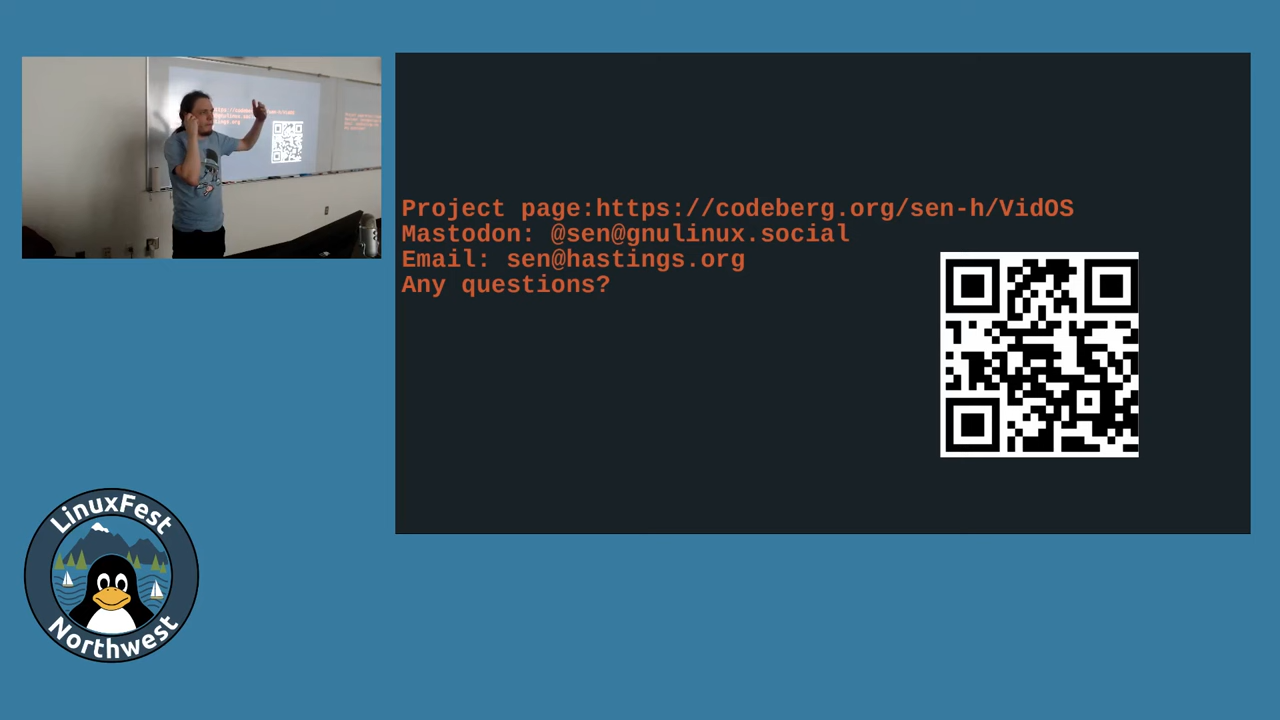 Project page:https://codeberg.org/sen-h/VidOS
Mastodon: @sen@gnulinux.social
Email: sen@hastings.org
Any questions?
LinuxFest
Northwest